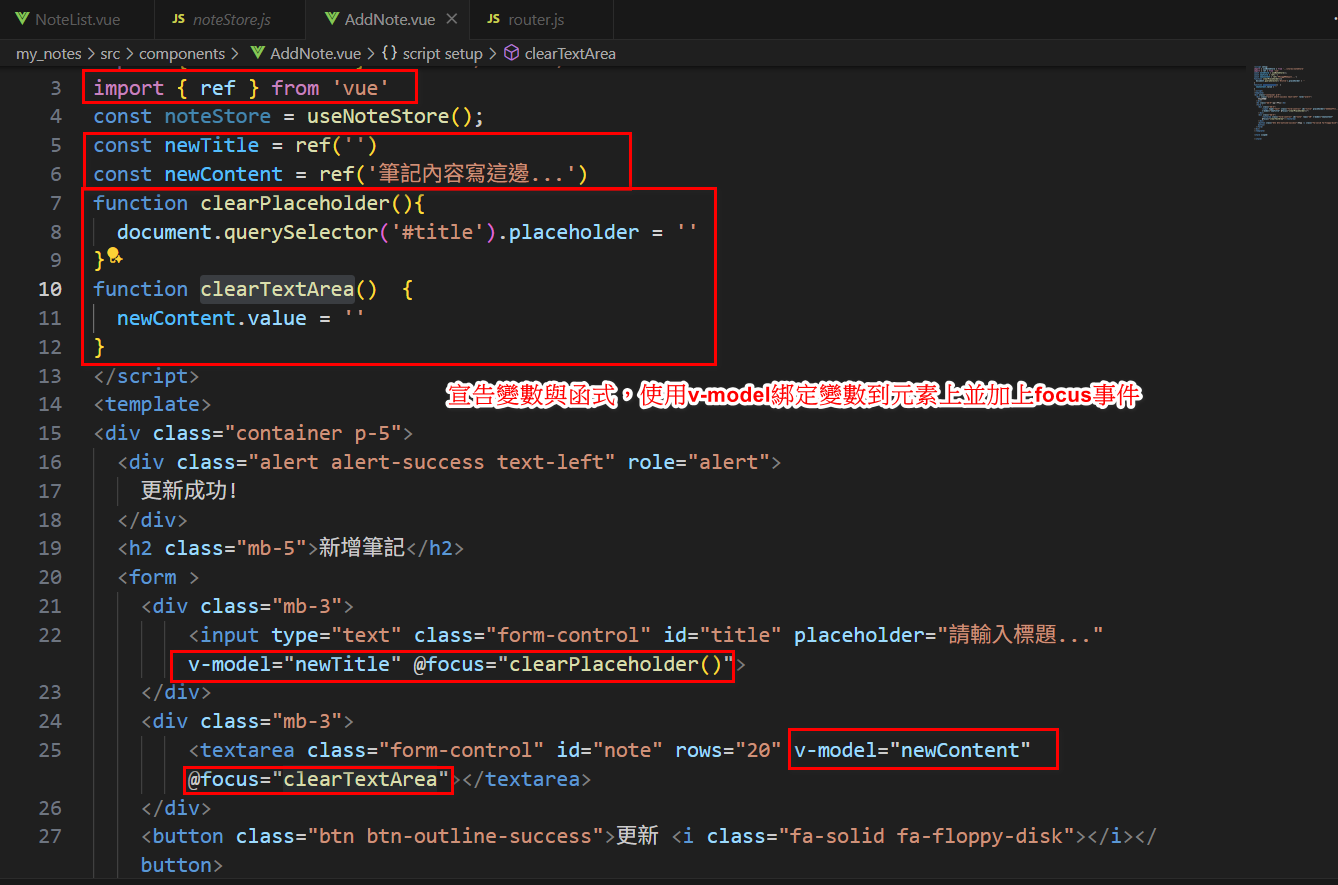 NoteList.vue JS noteStore.js AddNote.vue JS router.js
my_notes > src > components > AddNote.vue > {} script setup > clearTextArea
3 import { ref } from 'vue'
4 const noteStore = useNoteStore();
5 const newTitle = ref('')
6 const newContent = ref('筆記內容寫這邊...')
7 function clearPlaceholder(){
8 document.querySelector('#title').placeholder = ''
9 }
10 function clearTextArea() {
11 newContent.value = ''
12 }
13 </script>
宣告變數與函式，使用v-model綁定變數到元素上並加上focus事件
14 <template>
15 <div class="container p-5">
16 <div class="alert alert-success text-left" role="alert">
17 更新成功!
18 </div>
19 <h2 class="mb-5">新增筆記</h2>
20 <form >
21 <div class="mb-3">
22 <input type="text" class="form-control" id="title" placeholder="請輸入標題..."
v-model="newTitle" @focus="clearPlaceholder()">
23 </div>
24 <div class="mb-3">
25 <textarea class="form-control" id="note" rows="20" v-model="newContent"
@focus="clearTextArea"></textarea>
26 </div>
27 <button class="btn btn-outline-success">更新 <i class="fa-solid fa-floppy-disk"></i></
button>